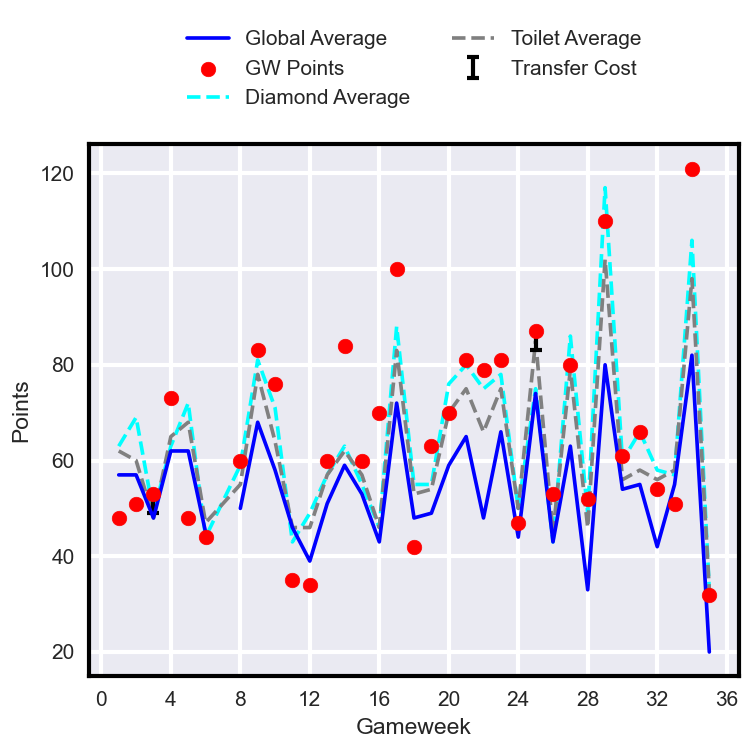 Global Average
GW Points
Diamond Average
Toilet Average
Transfer Cost
120
100
80
60
40
20
Points
0 4 8 12 16 20 24 28 32 36
Gameweek